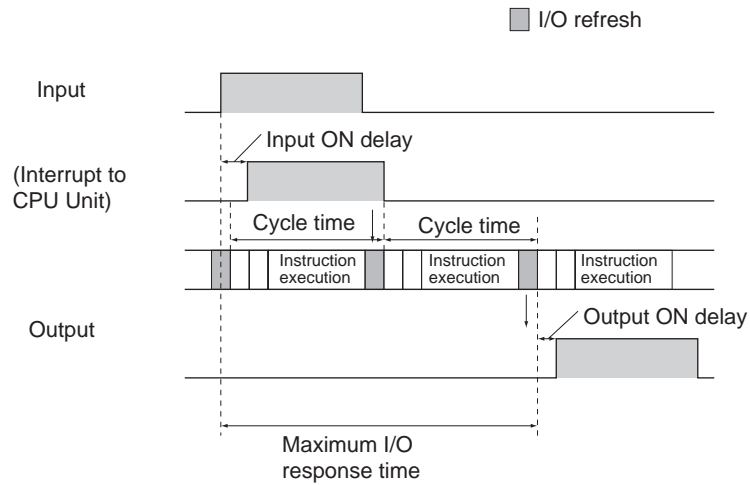 I/O refresh
Input
Input ON delay
(Interrupt to
CPU Unit)
Cycle time
Cycle time
Instruction
execution
Instruction
execution
Instruction
execution
Output
Output ON delay
Maximum I/O
response time